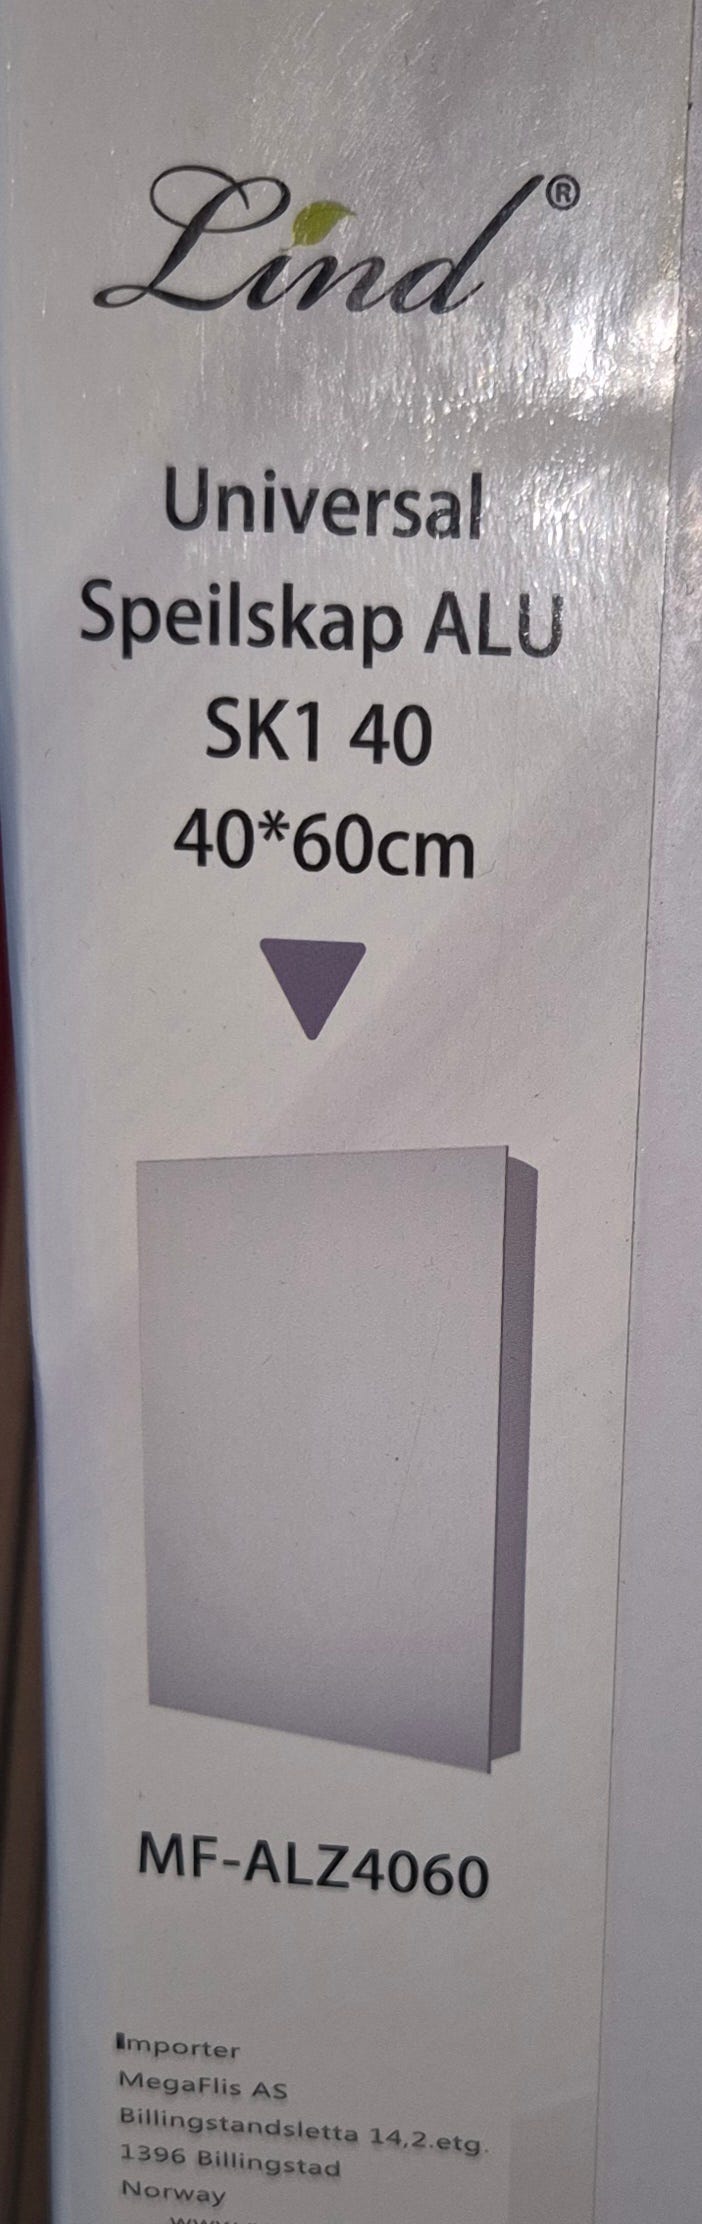 Lind®
Universal
Speilskap ALU
SK1 40
40*60cm
MF-ALZ4060
Importer
MegaFlis AS
Billingstandsletta 14,2.etg.
1396 Billingstad
Norway